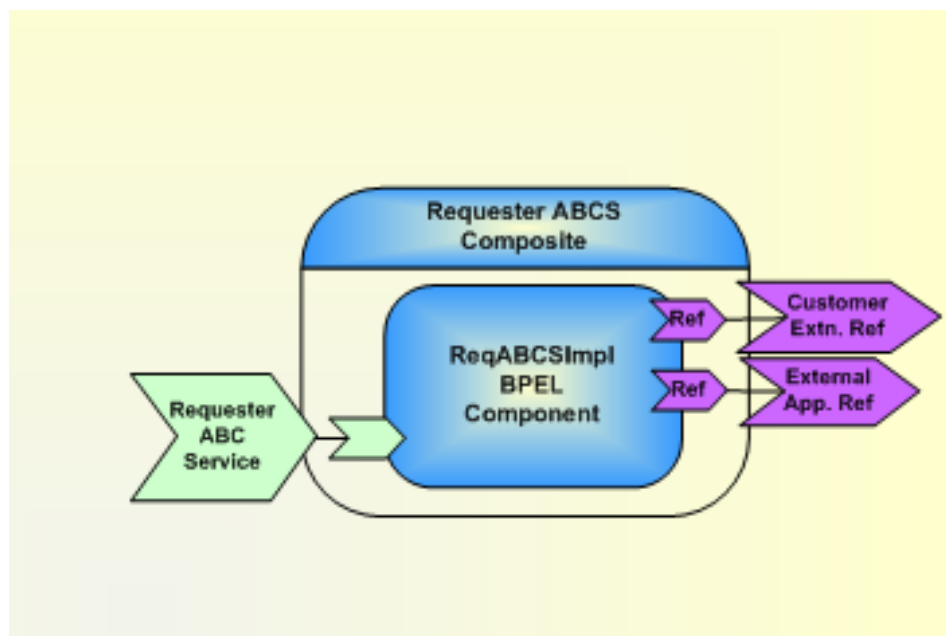 Requester ABCS
Composite
ReqABCSImpl
BPEL
Component
Ref
Customer
Extn. Ref
Ref
External
App. Ref
Requester
ABC
Service